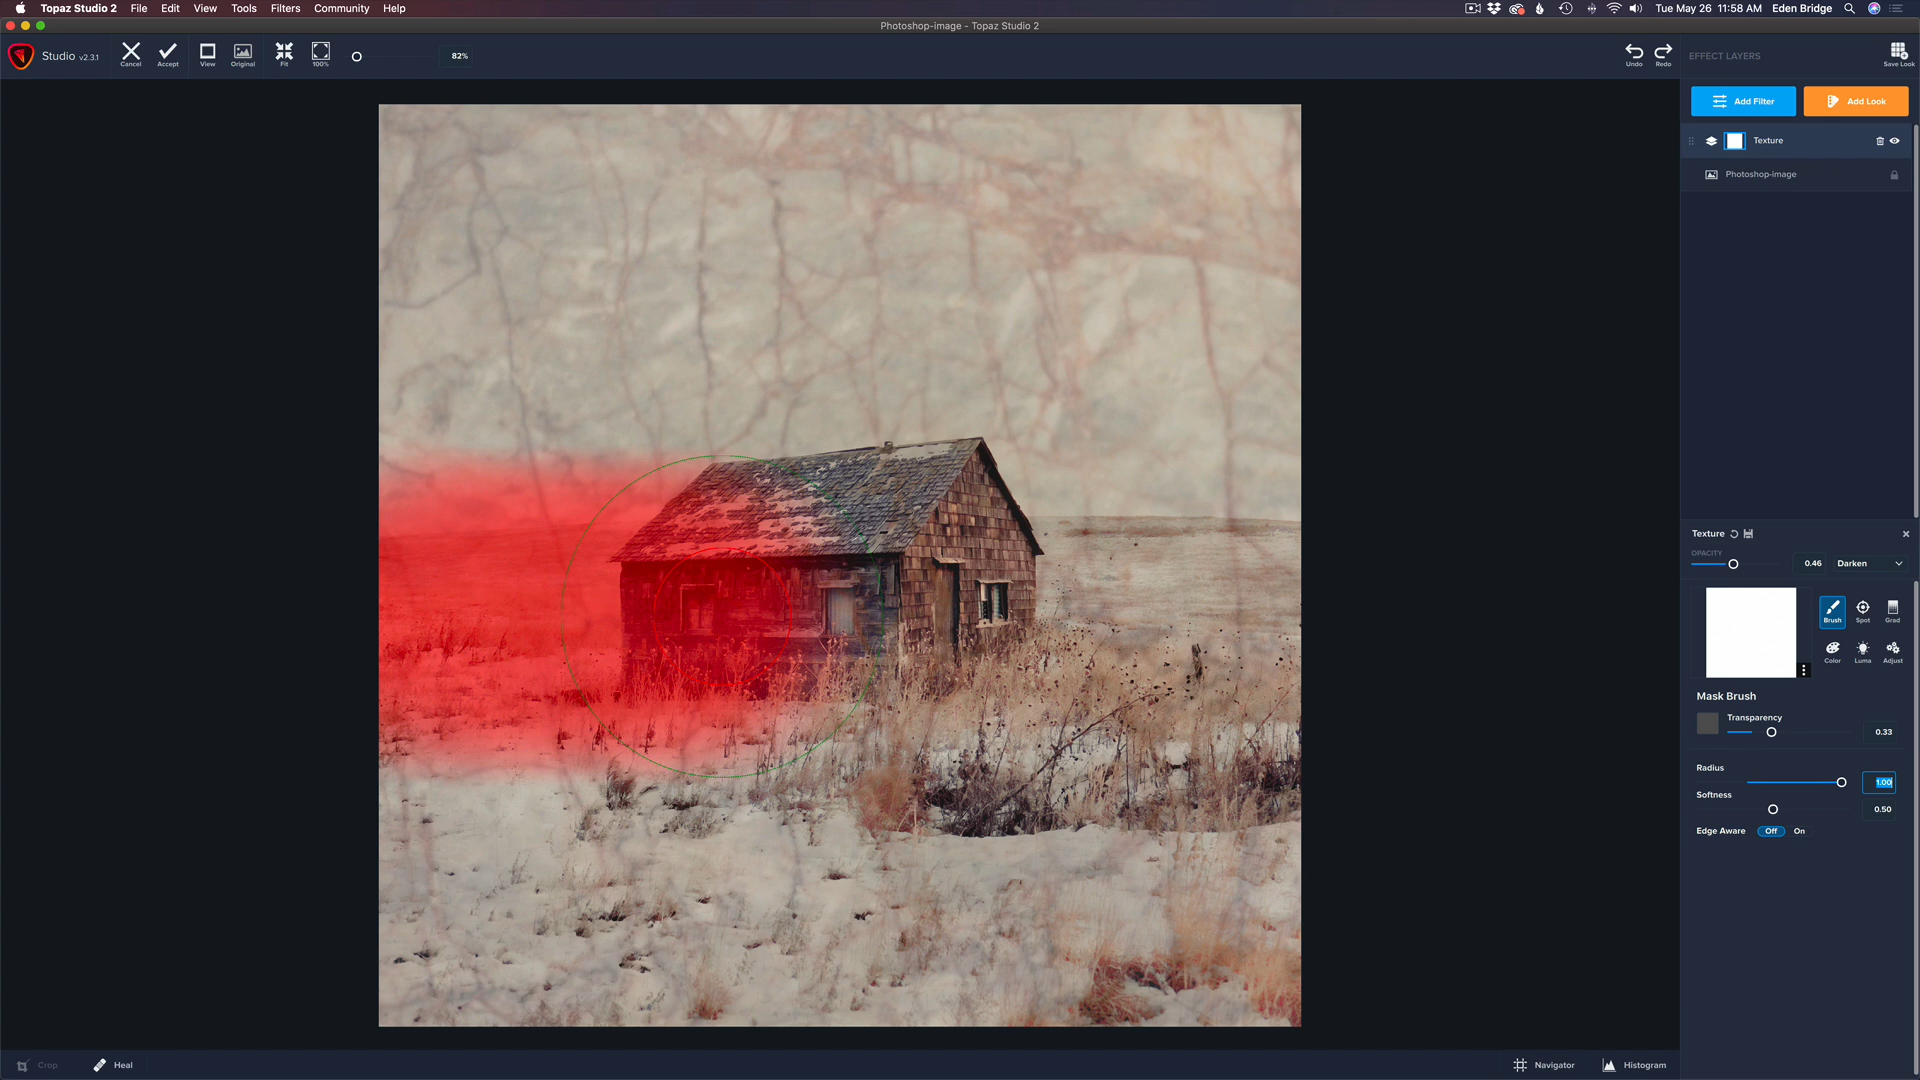 Topaz Studio 2 File Edit View Tools Filters Community Help Tue May 26 11:58 AM Eden Bridge
Photoshop-image - Topaz Studio 2
Studio v2.3.1 Cancel Accept View Original Fit 100% 82% Undo Redo EFFECT LAYERS Save Look
Add Filter Add Look
Texture
Photoshop-image
Texture
OPACITY 0.46 Darken
Brush Spot Grad
Color Luma Adjust
Mask Brush
Transparency
0.33
Radius
1.00
Softness
0.50
Edge Aware Off On
Crop Heal Navigator Histogram